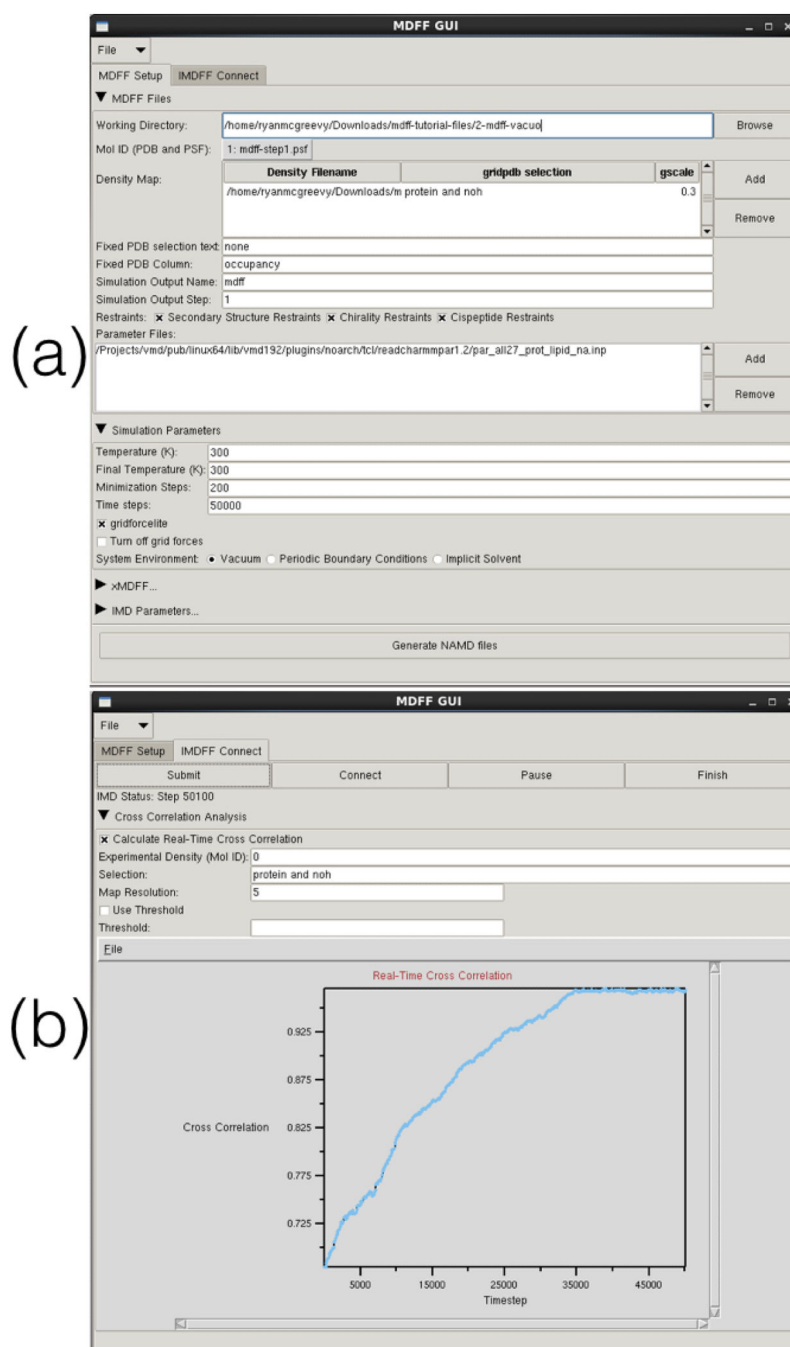 MDFF GUI
File
MDFF Setup IMDFF Connect
MDFF Files
Working Directory: /home/ryanmcgreevy/Downloads/mdff-tutorial-files/2-mdff-vacuo Browse
Mol ID (PDB and PSF): 1: mdff-step1.psf
Density Map: Density Filename gridpdb selection gscale
/home/ryanmcgreevy/Downloads/m protein and noh 0.3
Add
Remove
Fixed PDB selection text: none
Fixed PDB Column: occupancy
Simulation Output Name: mdff
Simulation Output Step: 1
Restraints: Secondary Structure Restraints Chirality Restraints Cispeptide Restraints
(a)
Parameter Files:
/Projects/vmd/pub/linux64/lib/vmd192/plugins/noarch/tcl/readcharmmpar1.2/par_all27_prot_lipid_na.inp
Add
Remove
Simulation Parameters
Temperature (K): 300
Final Temperature (K): 300
Minimization Steps: 200
Time steps: 50000
gridforcelite
Turn off grid forces
System Environment: Vacuum Periodic Boundary Conditions Implicit Solvent
xMDFF...
IMD Parameters...
Generate NAMD files
MDFF GUI
File
MDFF Setup IMDFF Connect
Submit Connect Pause Finish
IMD Status: Step 50100
Cross Correlation Analysis
Calculate Real-Time Cross Correlation
Experimental Density (Mol ID): 0
Selection: protein and noh
Map Resolution: 5
Use Threshold
Threshold:
File
(b)
Real-Time Cross Correlation
0.925
0.875
Cross Correlation 0.825
0.775
0.725
5000 15000 25000 35000 45000
Timestep